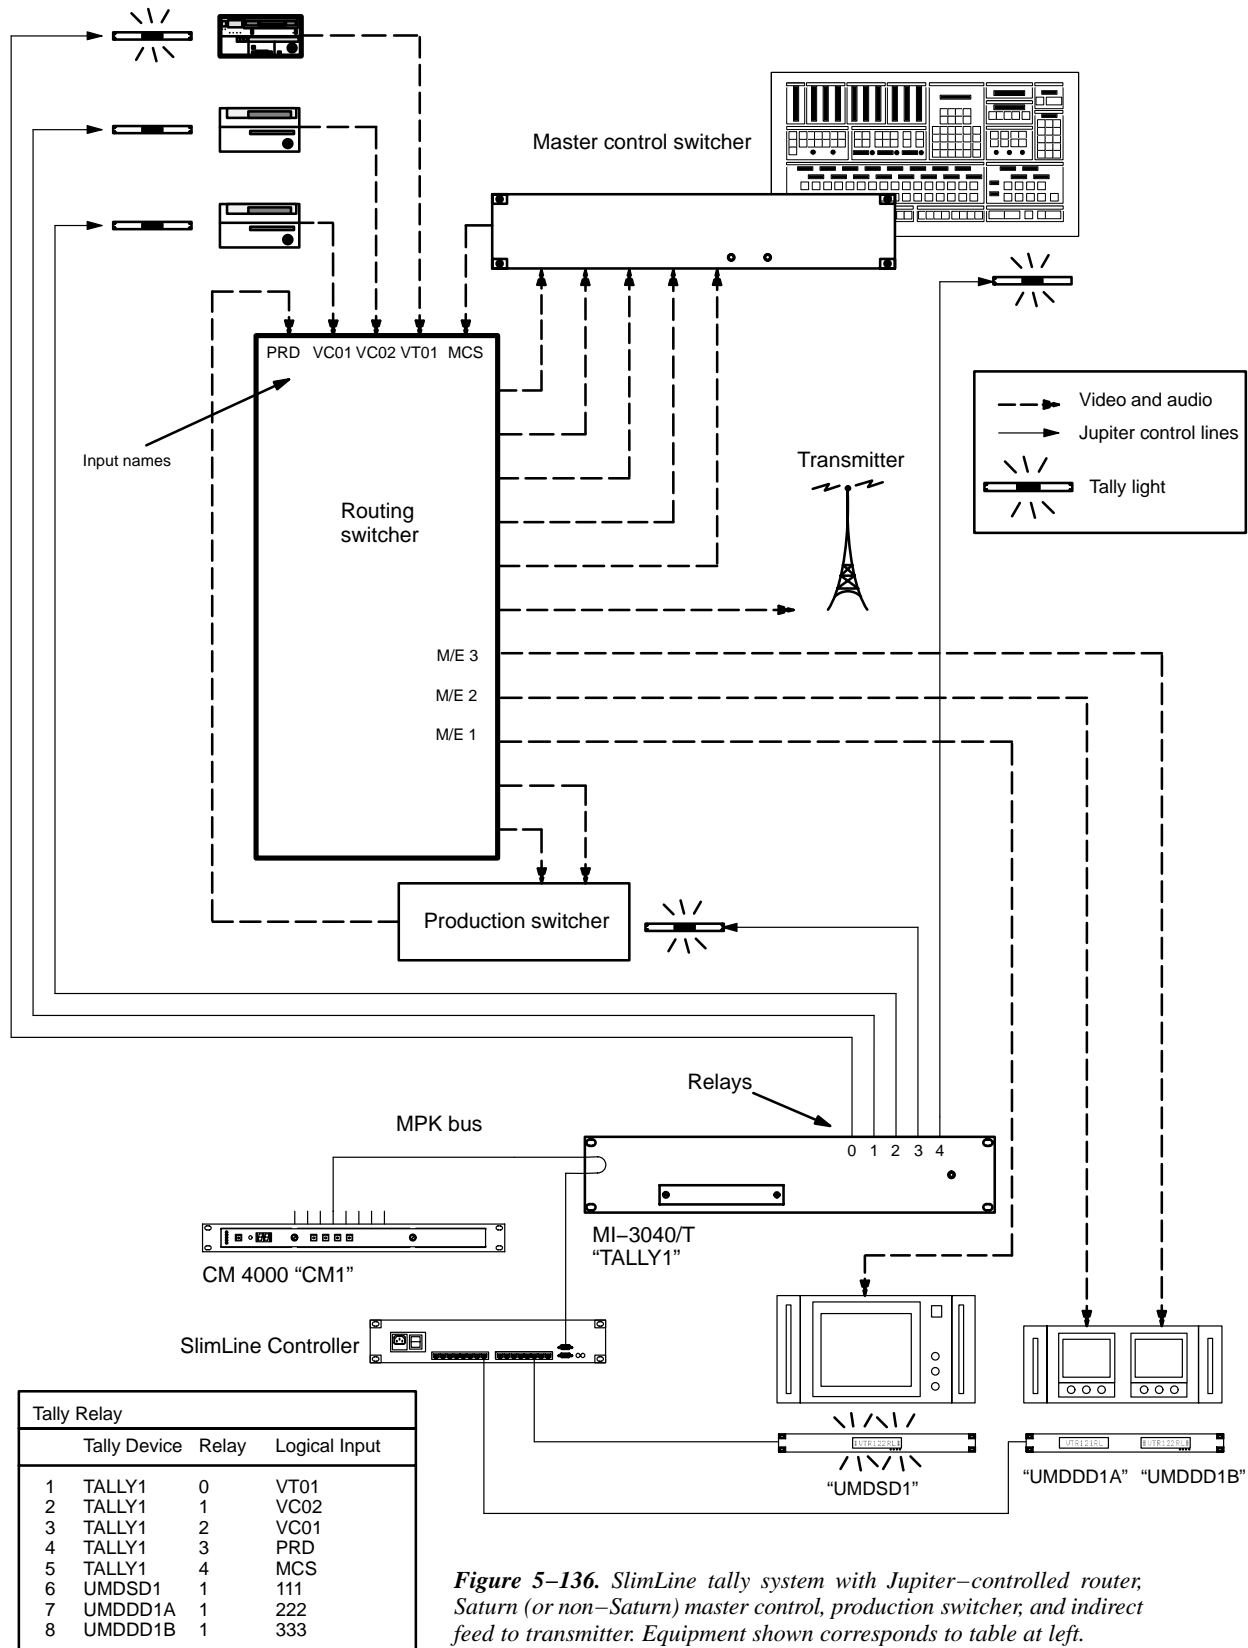 Master control switcher
PRD VC01 VC02 VT01 MCS
Input names
Routing
switcher
Video and audio
Jupiter control lines
Tally light
Transmitter
M/E 3
M/E 2
M/E 1
Production switcher
Relays
MPK bus
0 1 2 3 4
MI–3040/T
“TALLY1”
CM 4000 “CM1”
SlimLine Controller
VTR122RL
VTR121RL VTR122RL
“UMDSD1”
“UMDDD1A” “UMDDD1B”
Tally Relay
Tally Device Relay Logical Input
1 TALLY1 0 VT01
2 TALLY1 1 VC02
3 TALLY1 2 VC01
4 TALLY1 3 PRD
5 TALLY1 4 MCS
6 UMDSD1 1 111
7 UMDDD1A 1 222
8 UMDDD1B 1 333
Figure 5–136. SlimLine tally system with Jupiter–controlled router,
Saturn (or non–Saturn) master control, production switcher, and indirect
feed to transmitter. Equipment shown corresponds to table at left.